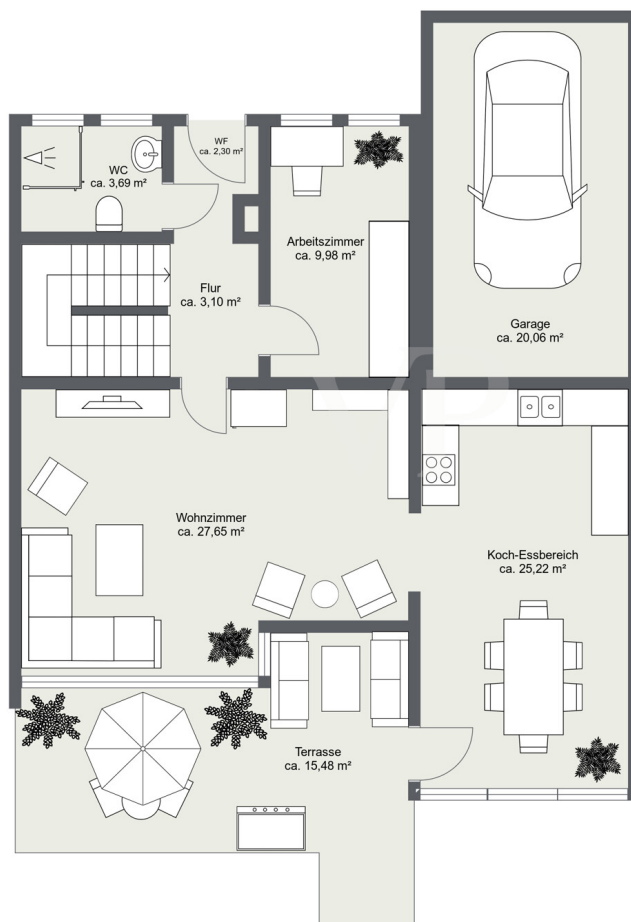 WF
ca. 2,30 m²
WC
ca. 3,69 m²
Arbeitszimmer
ca. 9,98 m²
Flur
ca. 3,10 m²
Garage
ca. 20,06 m²
VP
Wohnzimmer
ca. 27,65 m²
Koch-Essbereich
ca. 25,22 m²
Terrasse
ca. 15,48 m²